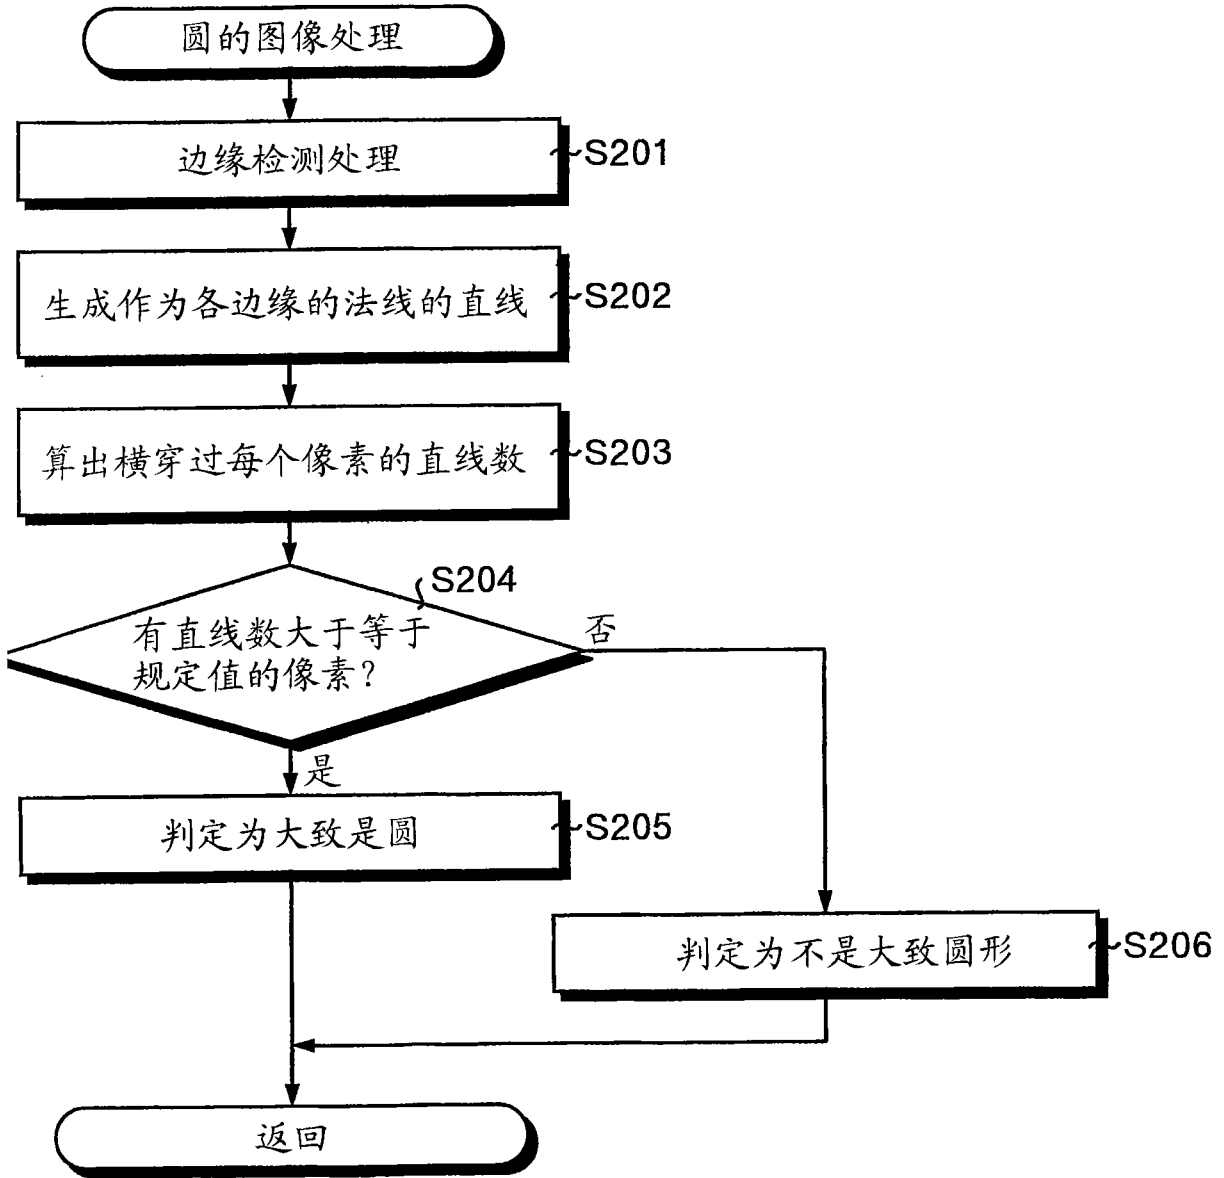 圆的图像处理
边缘检测处理
S201
生成作为各边缘的法线的直线
S202
算出横穿过每个像素的直线数
S203
S204
有直线数大于等于
规定值的像素？
否
是
判定为大致是圆
S205
判定为不是大致圆形
S206
返回